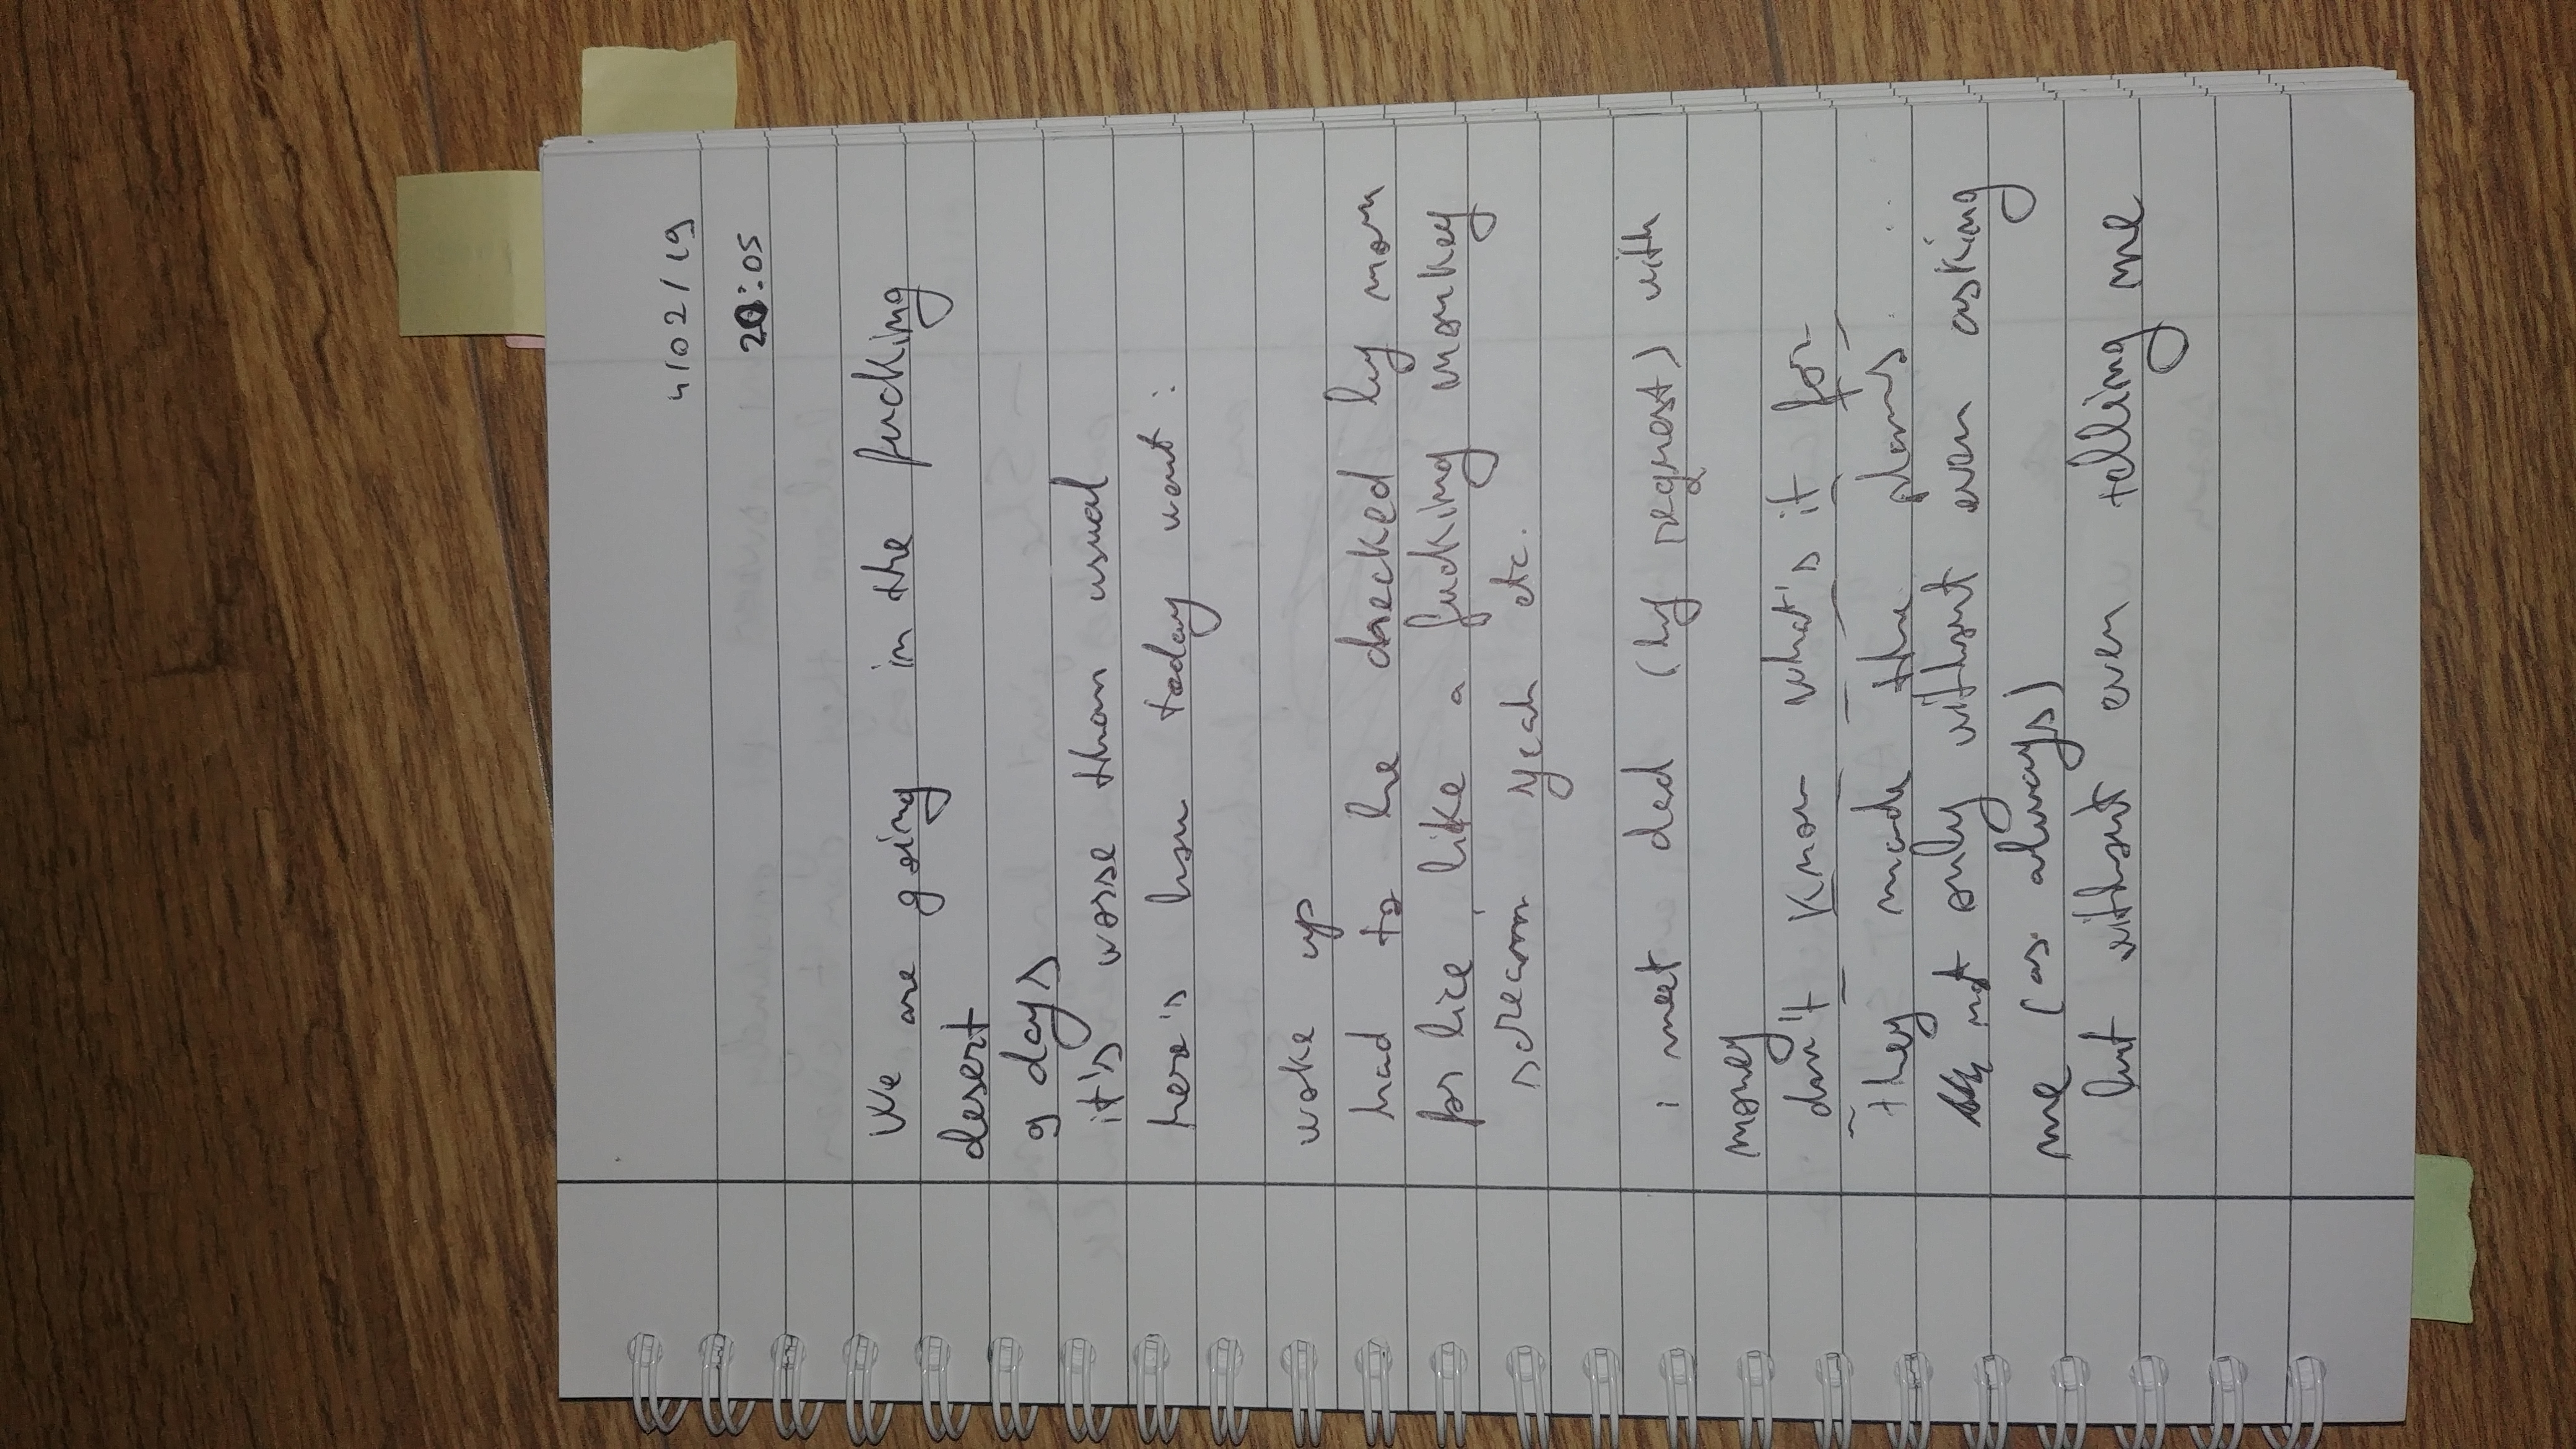 4/02/19
20:05
We are going in the fucking
desert
9 days
it's worse than usual
here's how today went :
woke up
had to be checked by mom
for lice, like a fucking monkey
scream yeah etc.
i meet dad (by request) with
money
don't know what's it for
they made the plans
not only without even asking
me (as always)
but without even telling me